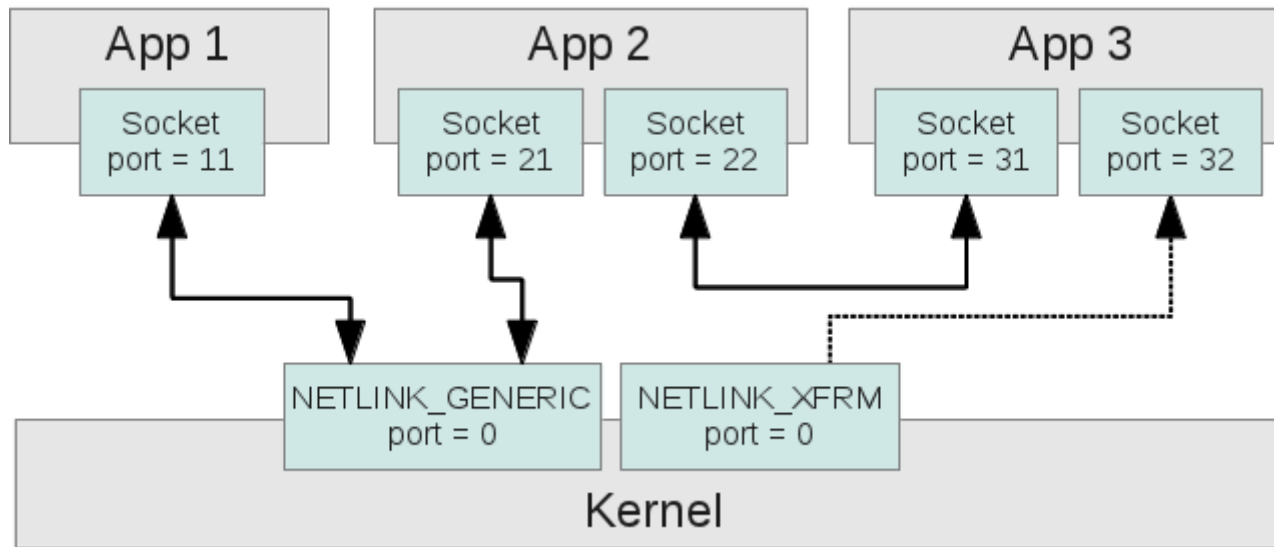 App 1
App 2
App 3
Socket
port = 11
Socket
port = 21
Socket
port = 22
Socket
port = 31
Socket
port = 32
NETLINK_GENERIC
port = 0
NETLINK_XFRM
port = 0
Kernel